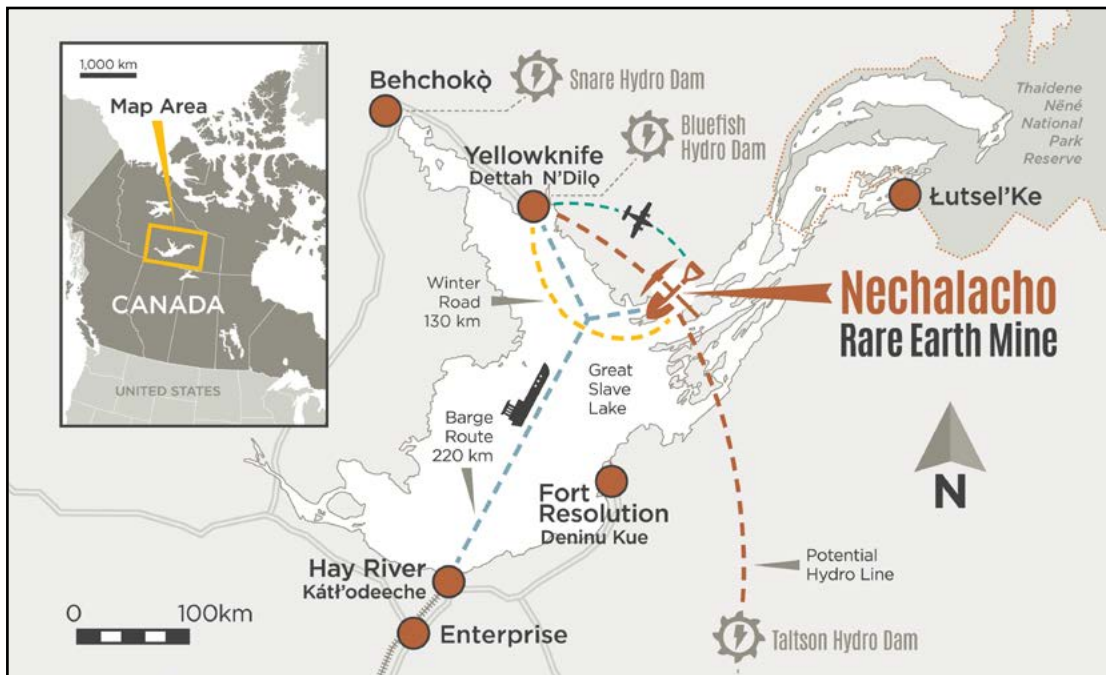 1,000 km
Map Area
CANADA
UNITED STATES
Behchokǫ̀
Snare Hydro Dam
Bluefish
Hydro Dam
Yellowknife
Dettah N’Dilǫ
Thaidene
Nëné
National
Park
Reserve
Łutsel’Ke
Winter
Road
130 km
Nechalacho
Rare Earth Mine
Great
Slave
Lake
Barge
Route
220 km
Fort
Resolution
Deninu Kue
N
Hay River
Kátł’odeeche
Potential
Hydro Line
0 100km
Enterprise
Taltson Hydro Dam